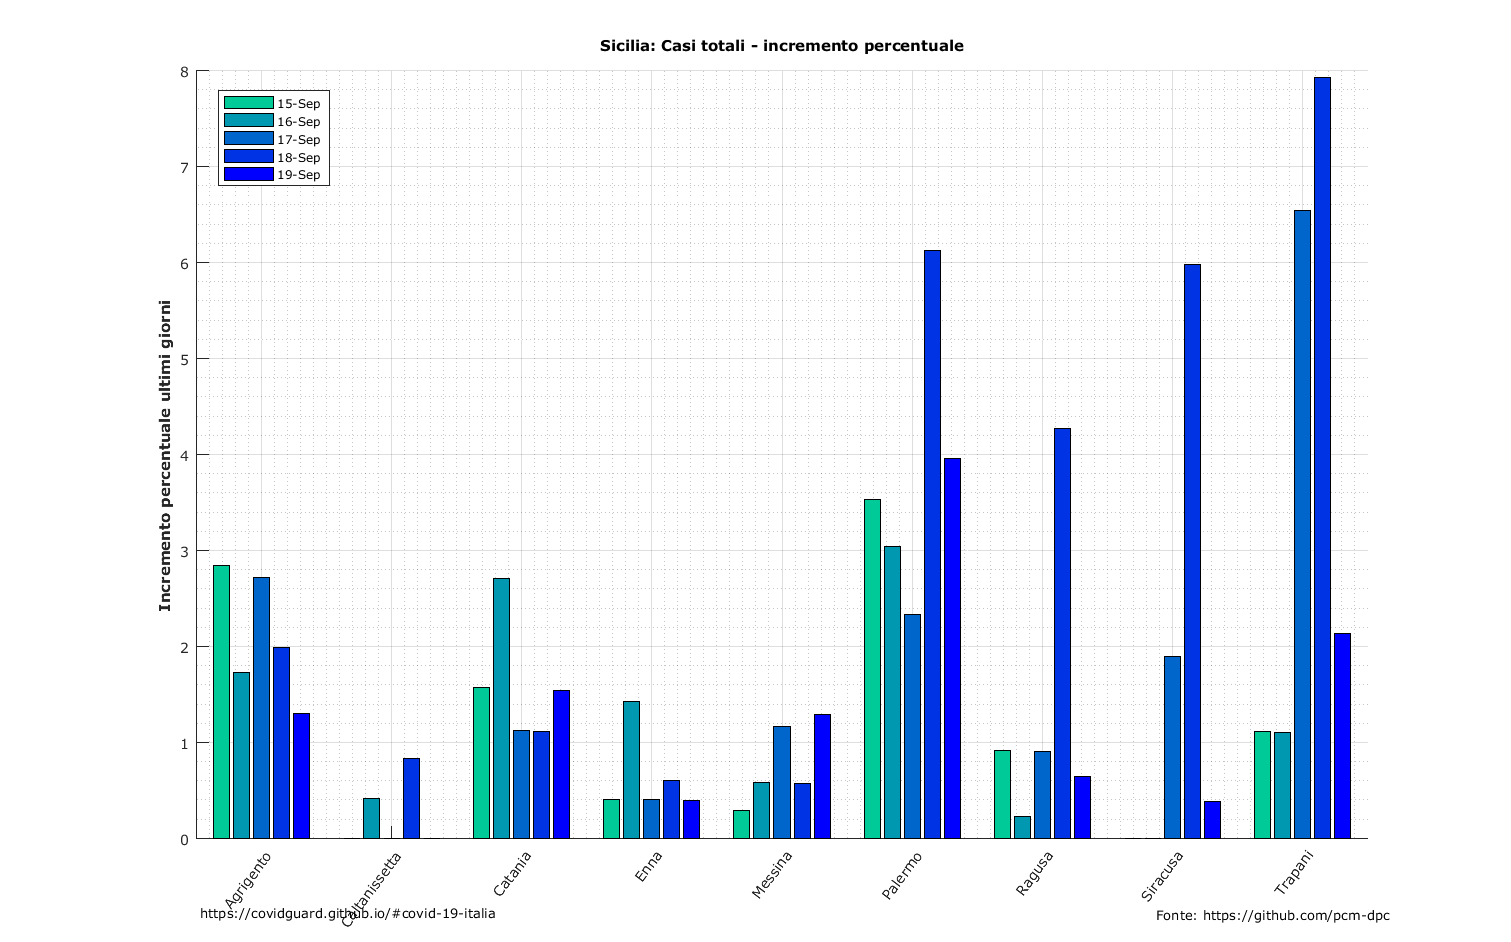 Sicilia: Casi totali - incremento percentuale
Incremento percentuale ultimi giorni
8
7
6
5
4
3
2
1
0
15-Sep
16-Sep
17-Sep
18-Sep
19-Sep
Agrigento
Caltanissetta
Catania
Enna
Messina
Palermo
Ragusa
Siracusa
Trapani
https://covidguard.github.io/#covid-19-italia
Fonte: https://github.com/pcm-dpc